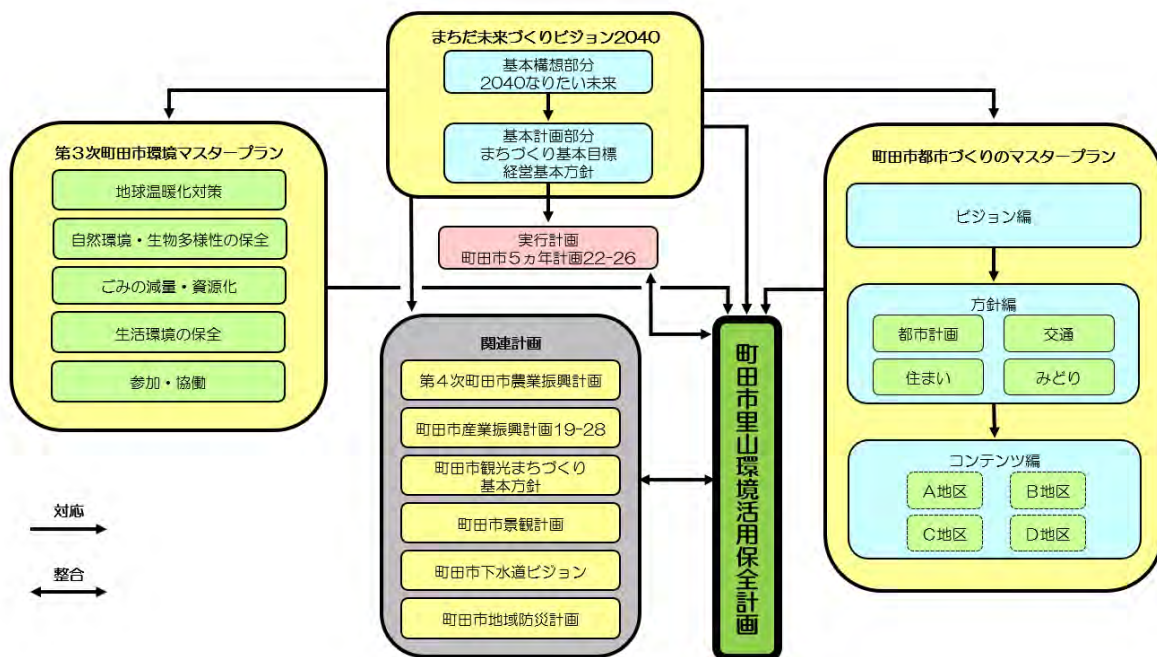 まちだ未来づくりビジョン2040
基本構想部分
2040なりたい未来
基本計画部分
まちづくり基本目標
経営基本方針
実行計画
町田市5ヵ年計画22-26
第3次町田市環境マスタープラン
地球温暖化対策
自然環境・生物多様性の保全
ごみの減量・資源化
生活環境の保全
参加・協働
関連計画
第4次町田市農業振興計画
町田市産業振興計画19-28
町田市観光まちづくり
基本方針
町田市景観計画
町田市下水道ビジョン
町田市地域防災計画
町田市里山環境活用保全計画
町田市都市づくりのマスタープラン
ビジョン編
方針編
都市計画
交通
住まい
みどり
コンテンツ編
A地区
B地区
C地区
D地区
対応
整合